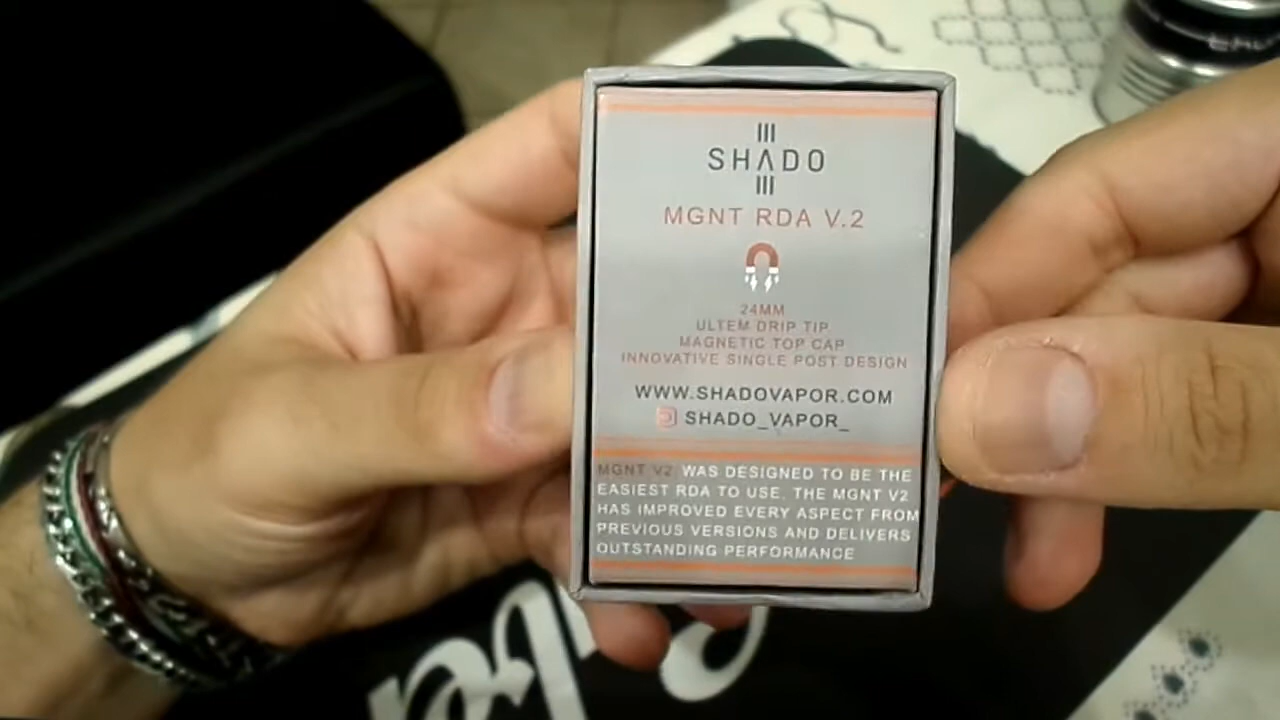 SHADO
MGNT RDA V.2
24MM
ULTEM DRIP TIP
MAGNETIC TOP CAP
INNOVATIVE SINGLE POST DESIGN
WWW.SHADOVAPOR.COM
SHADO_VAPOR_
MGNT V2 WAS DESIGNED TO BE THE
EASIEST RDA TO USE. THE MGNT V2
HAS IMPROVED EVERY ASPECT FROM
PREVIOUS VERSIONS AND DELIVERS
OUTSTANDING PERFORMANCE